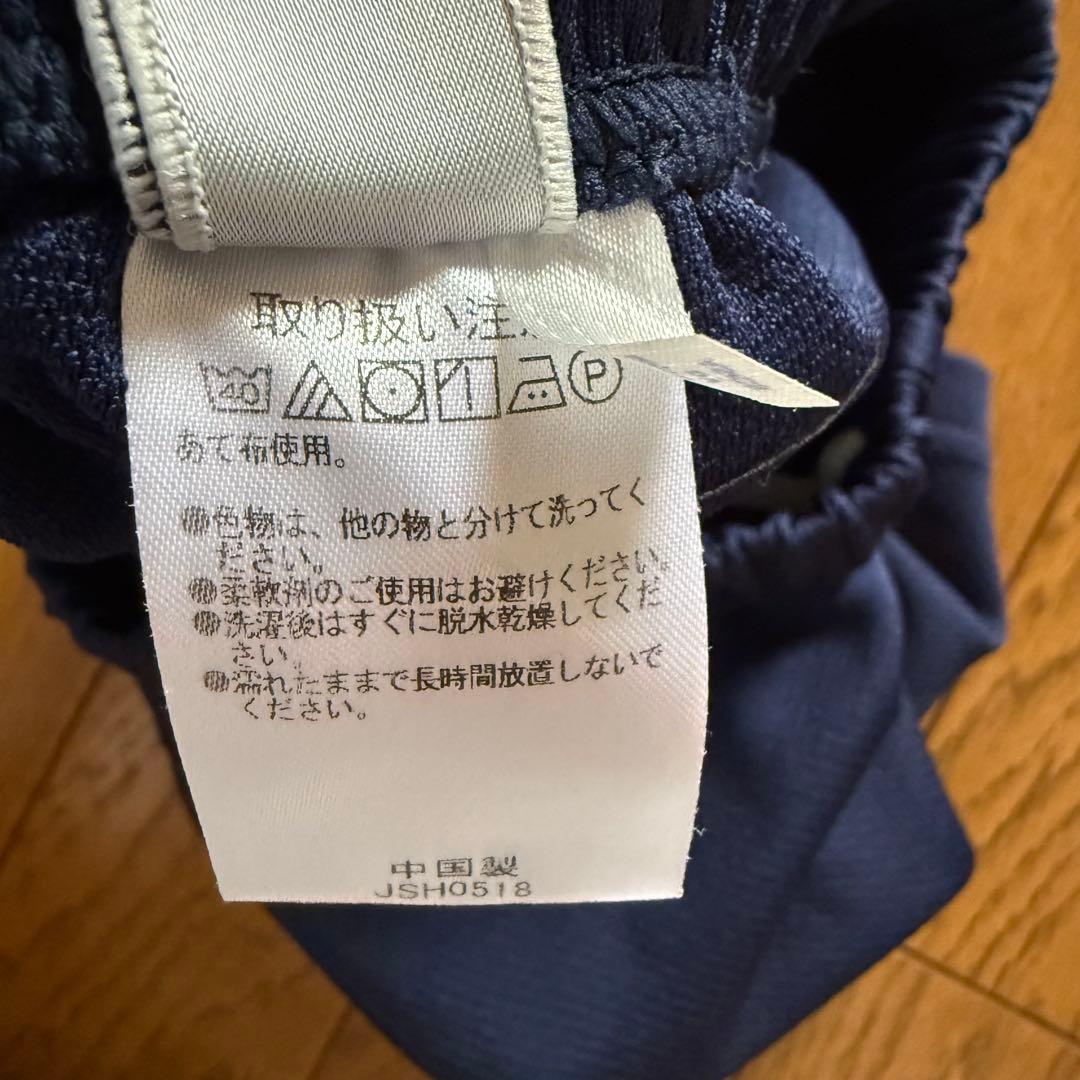 取り扱い注
40
P
あて布使用。
●色物は、他の物と分けて洗ってく
ださい。
●柔軟剤のご使用はお避けください。
●洗濯後はすぐに脱水乾燥してくだ
さい。
●濡れたままで長時間放置しないで
ください。
中国製
JSH0518